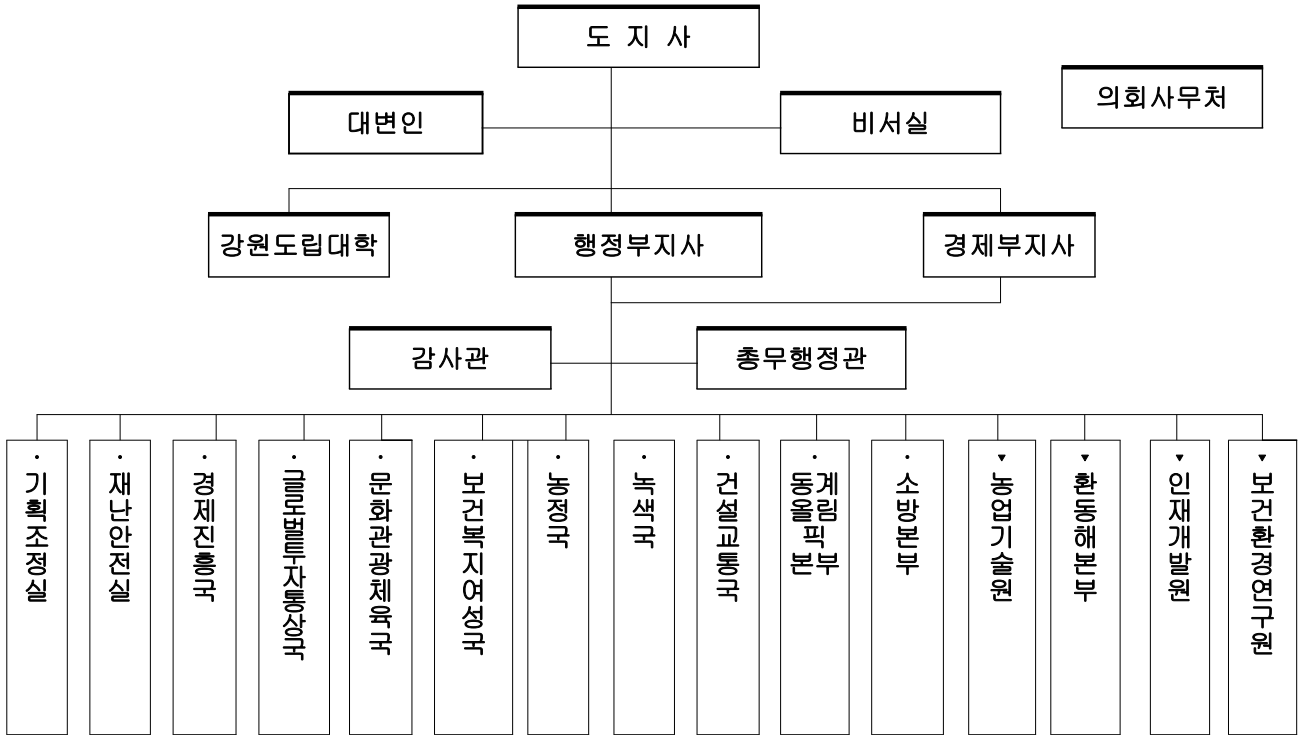 도 지 사
의회사무처
대변인
비서실
강원도립대학
행정부지사
경제부지사
감사관
총무행정관
· 기획조정실
· 재난안전실
· 경제진흥국
· 글로벌투자통상국
· 문화관광체육국
· 보건복지여성국
· 농정국
· 녹색국
· 건설교통국
· 동계올림픽본부
· 소방본부
▾ 농업기술원
▾ 환동해본부
▾ 인재개발원
▾ 보건환경연구원